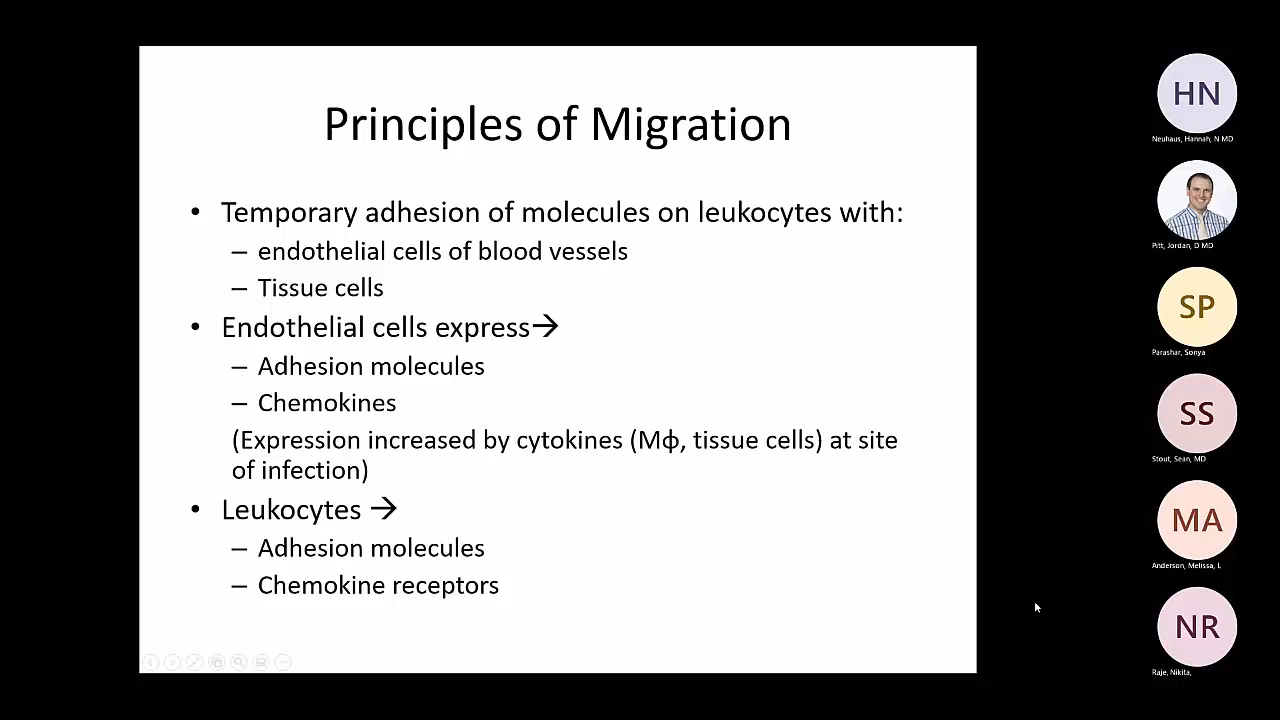 Principles of Migration
• Temporary adhesion of molecules on leukocytes with:
– endothelial cells of blood vessels
– Tissue cells
• Endothelial cells express→
– Adhesion molecules
– Chemokines
(Expression increased by cytokines (Mφ, tissue cells) at site
of infection)
• Leukocytes →
– Adhesion molecules
– Chemokine receptors
HN
Neuhaus, Hannah, N MD
Pitt, Jordan, D MD
SP
Parashar, Sonya
SS
Stout, Sean, MD
MA
Anderson, Melissa, L
NR
Raje, Nikita,